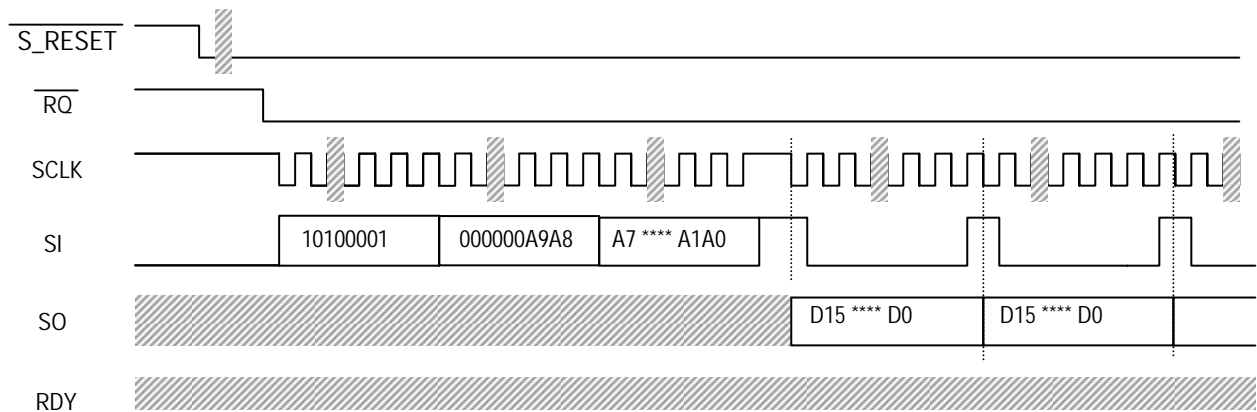 S_RESET
RQ
SCLK
SI 10100001 000000A9A8 A7 **** A1A0
SO D15 **** D0 D15 **** D0
RDY